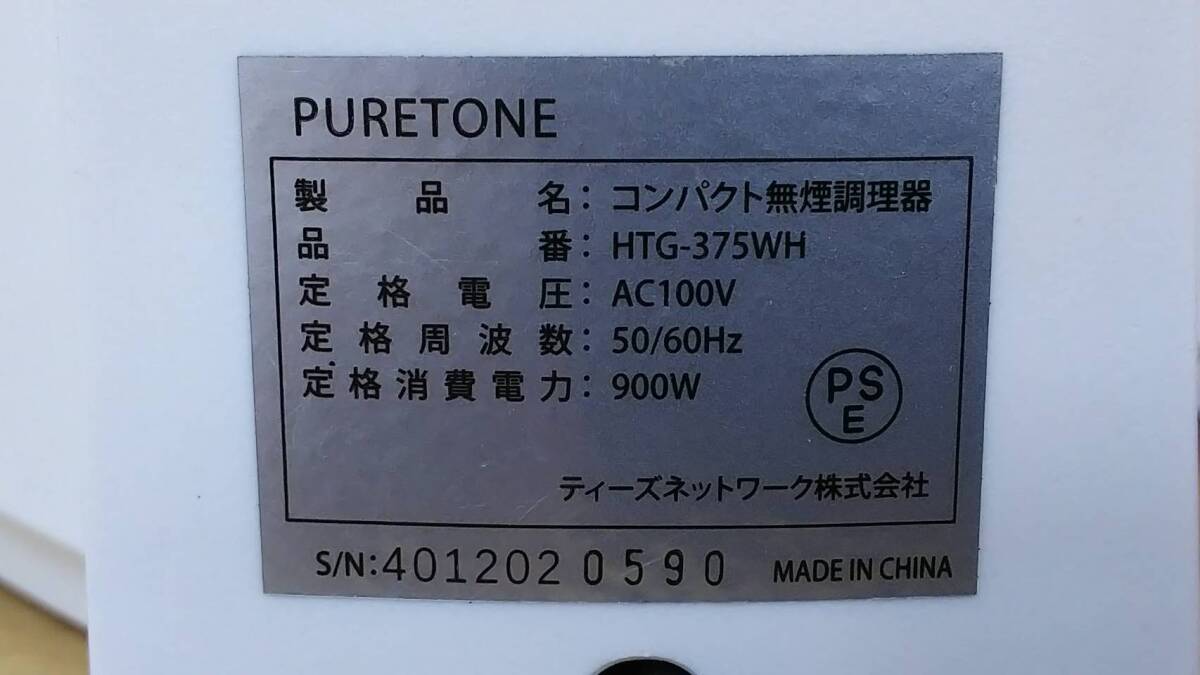 PURETONE
製品名：コンパクト無煙調理器
品番：HTG-375WH
定格電圧：AC100V
定格周波数：50/60Hz
定格消費電力：900W
PS
E
ティーズネットワーク株式会社
S/N:4012020590 MADE IN CHINA